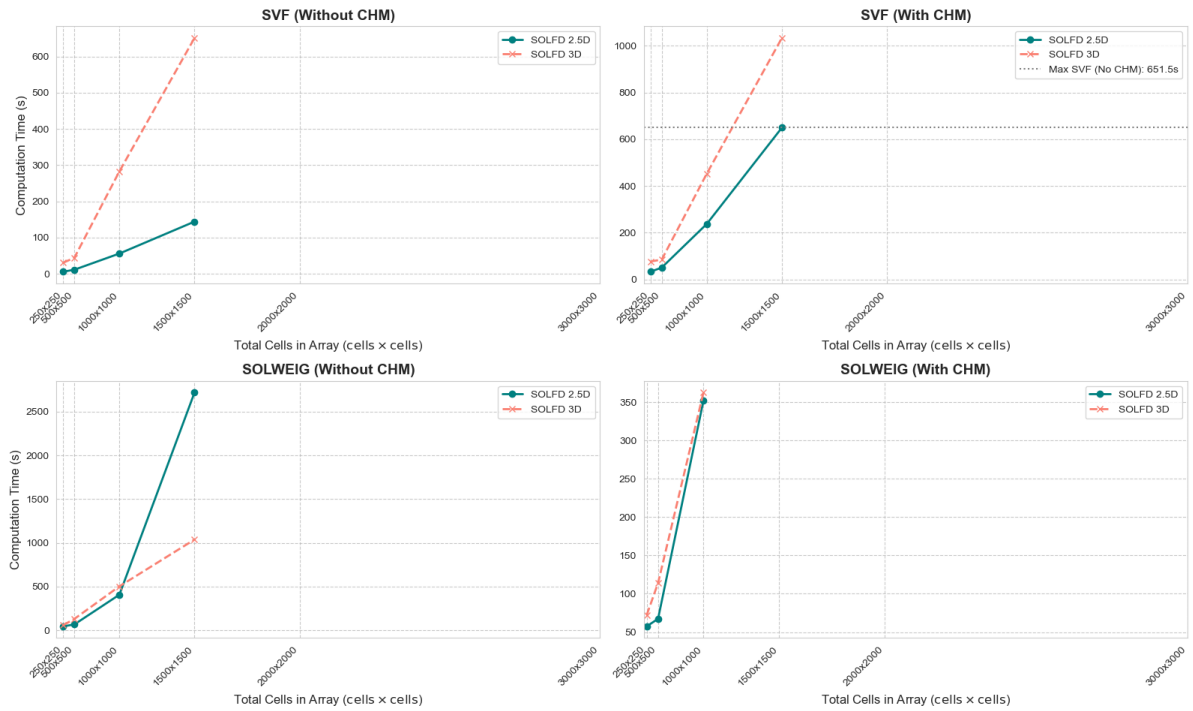 SVF (Without CHM)
600
500
400
300
200
100
0
Computation Time (s)
SOLFD 2.5D
SOLFD 3D
250x250
500x500
1000x1000
1500x1500
2000x2000
3000x3000
Total Cells in Array (cells × cells)
SVF (With CHM)
1000
800
600
400
200
0
SOLFD 2.5D
SOLFD 3D
Max SVF (No CHM): 651.5s
250x250
500x500
1000x1000
1500x1500
2000x2000
3000x3000
Total Cells in Array (cells × cells)
SOLWEIG (Without CHM)
2500
2000
1500
1000
500
0
Computation Time (s)
SOLFD 2.5D
SOLFD 3D
250x250
500x500
1000x1000
1500x1500
2000x2000
3000x3000
Total Cells in Array (cells × cells)
SOLWEIG (With CHM)
350
300
250
200
150
100
50
SOLFD 2.5D
SOLFD 3D
250x250
500x500
1000x1000
1500x1500
2000x2000
3000x3000
Total Cells in Array (cells × cells)